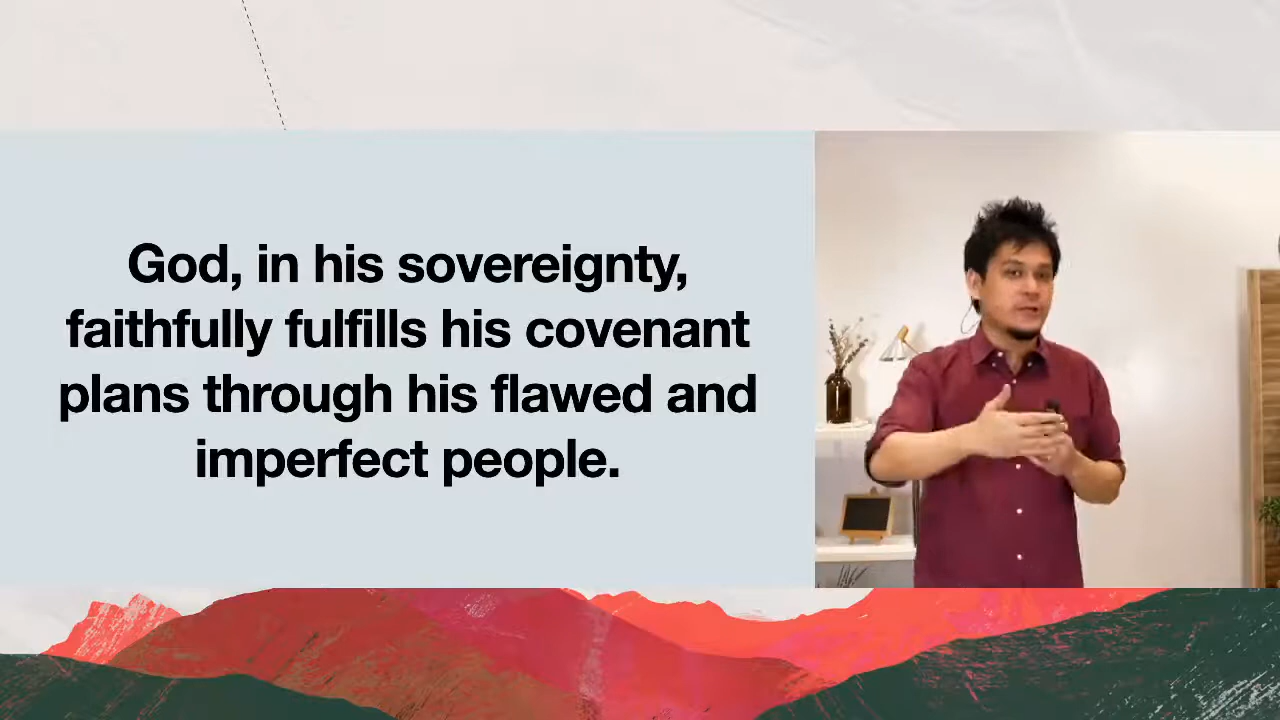 God, in his sovereignty,
faithfully fulfills his covenant
plans through his flawed and
imperfect people.